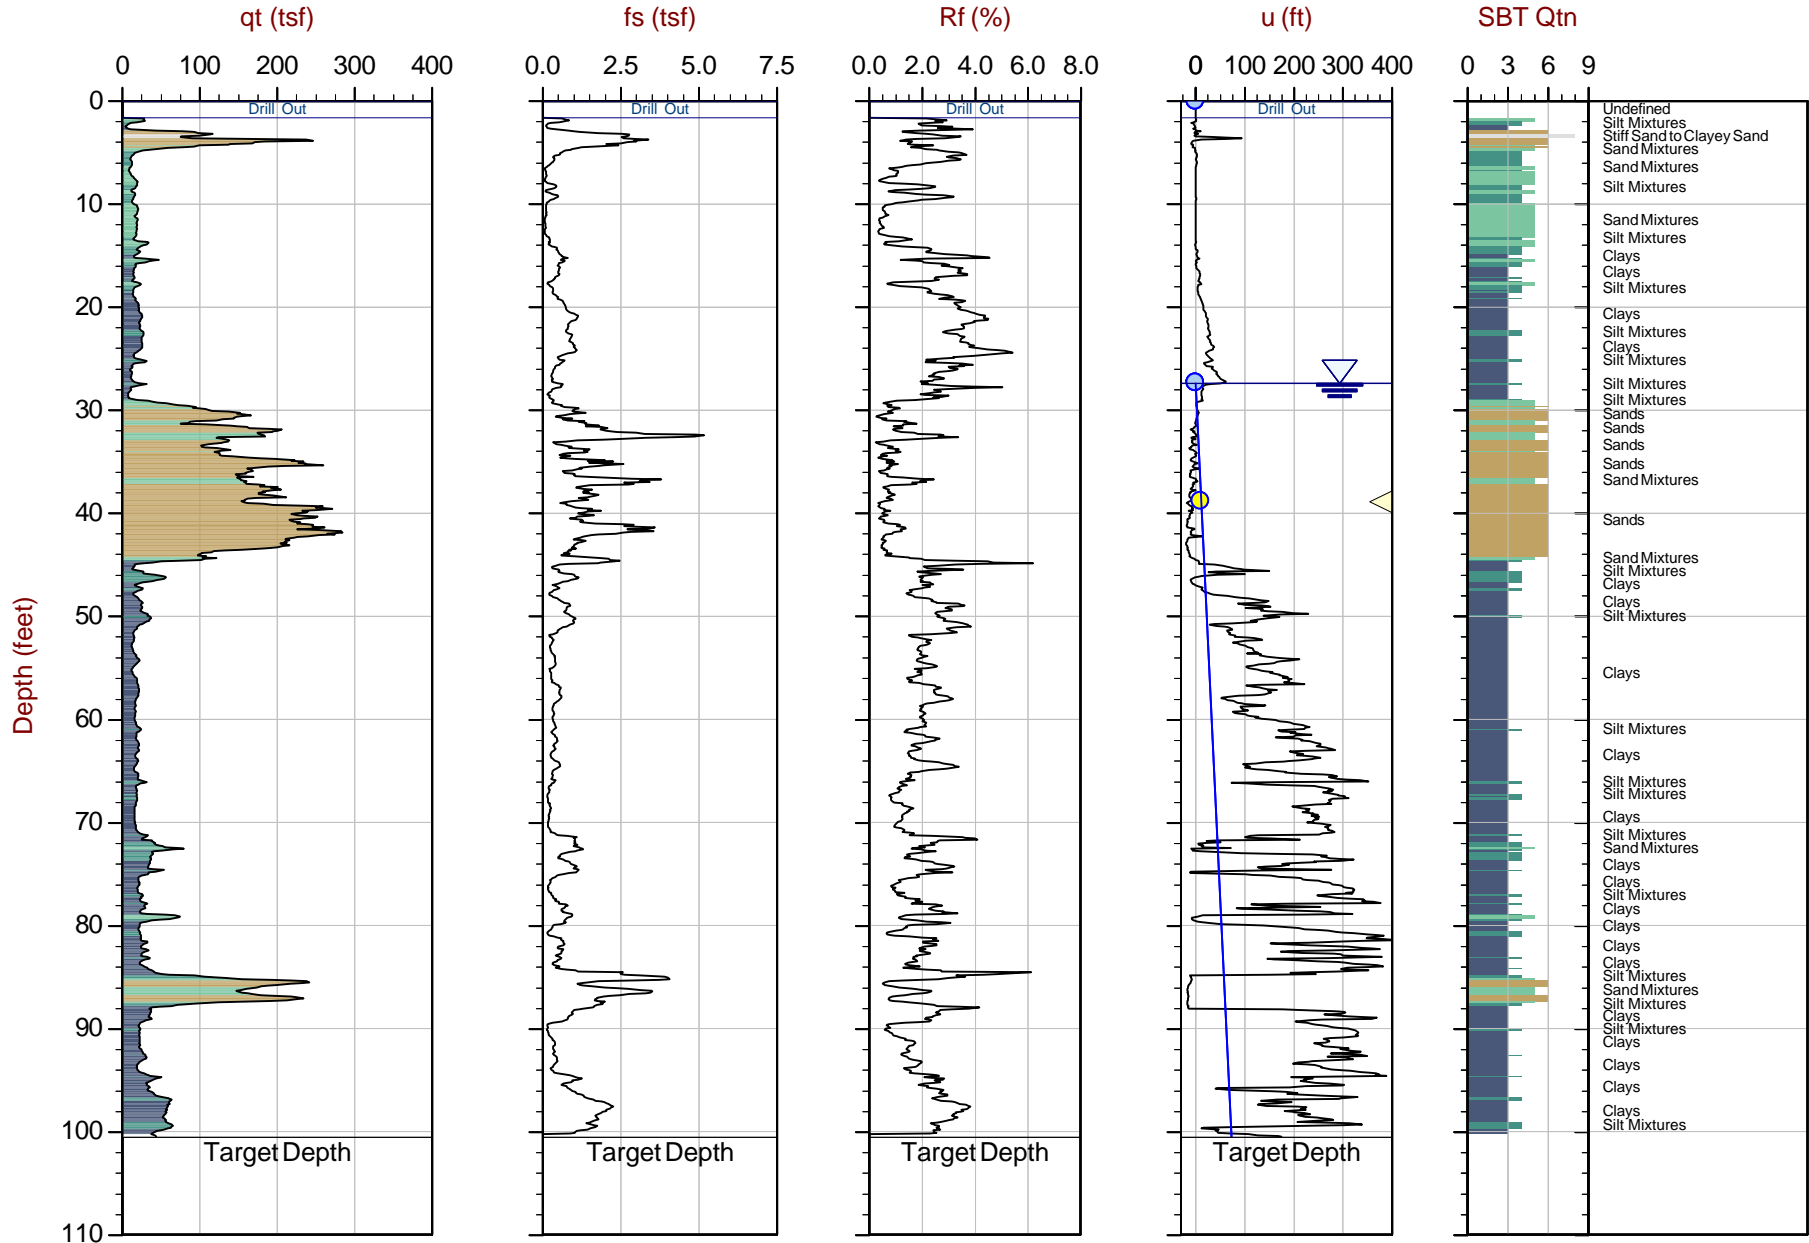 qt (tsf) fs (tsf) Rf (%) u (ft) SBT Qtn
0 100 200 300 400 0.0 2.5 5.0 7.5 0.0 2.0 4.0 6.0 8.0 0 100 200 300 400 0 3 6 9
0
Drill Out Drill Out Drill Out Drill Out
Undefined
Silt Mixtures
Stiff Sand to Clayey Sand
Sand Mixtures
Sand Mixtures
Silt Mixtures
10
Sand Mixtures
Silt Mixtures
Clays
Clays
Silt Mixtures
20
Clays
Silt Mixtures
Clays
Silt Mixtures
Silt Mixtures
Silt Mixtures
30
Sands
Sands
Sands
Sands
Sand Mixtures
40
Sands
Sand Mixtures
Silt Mixtures
Clays
Clays
50
Silt Mixtures
Clays
Depth (feet)
60
Silt Mixtures
Clays
Silt Mixtures
Silt Mixtures
Clays
70
Silt Mixtures
Sand Mixtures
Clays
Clays
Silt Mixtures
Clays
80
Clays
Clays
Clays
Silt Mixtures
Sand Mixtures
Silt Mixtures
Clays
90
Silt Mixtures
Clays
Clays
Clays
Clays
Silt Mixtures
100
Target Depth Target Depth Target Depth Target Depth
110